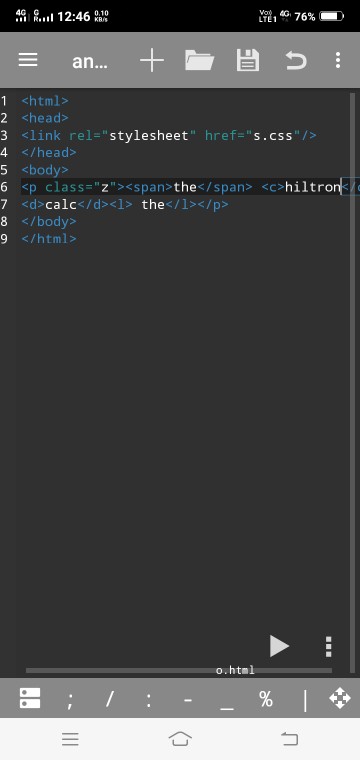 4G G 12:46 0.10 KB/s Vo)) LTE1 4G 76%
an...
1 <html>
2 <head>
3 <link rel="stylesheet" href="s.css"/>
4 </head>
5 <body>
6 <p class="z"><span>the</span> <c>hiltron</
7 <d>calc</d><l> the</l></p>
8 </body>
9 </html>
o.html
; / : - _ % |